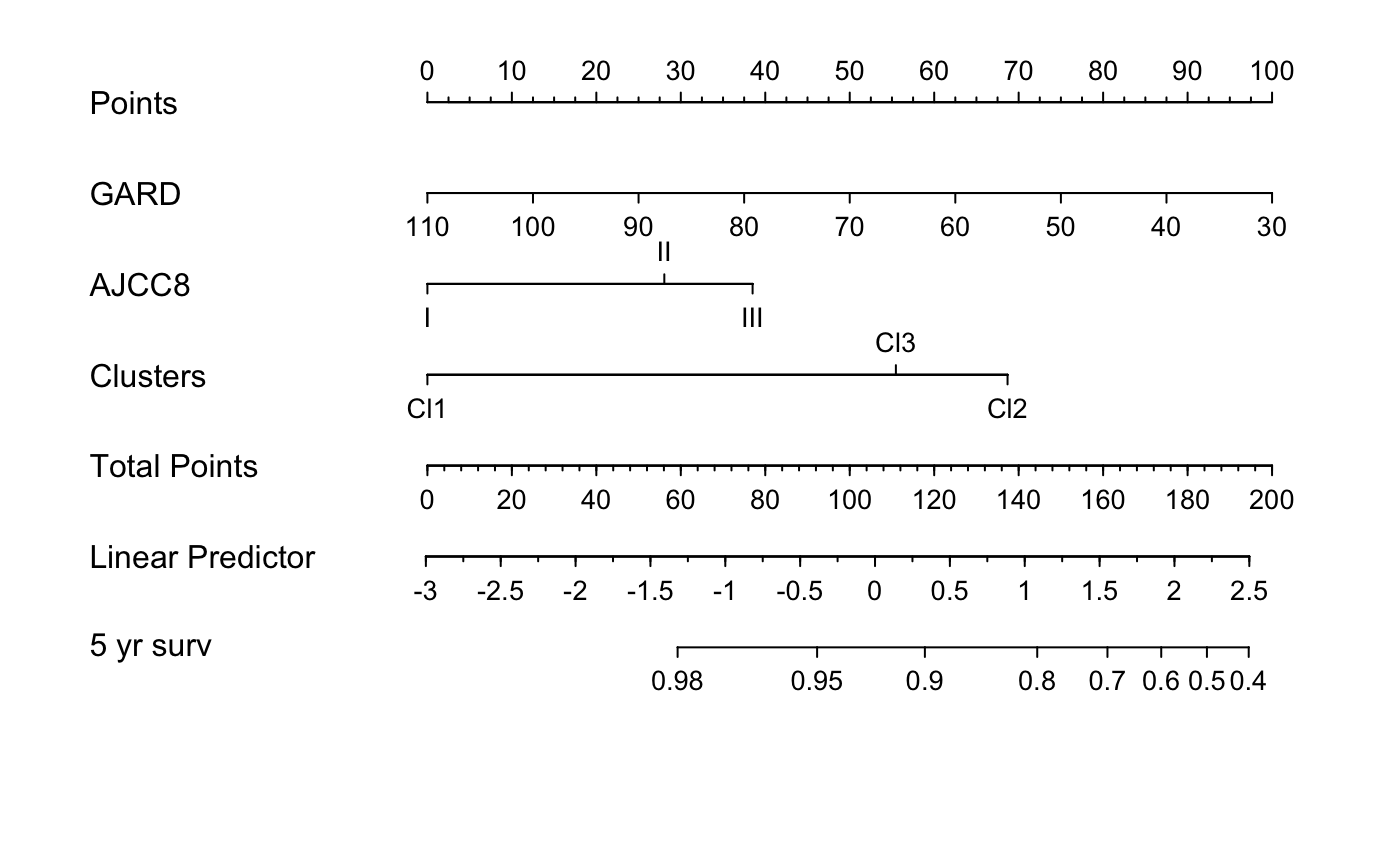 0 10 20 30 40 50 60 70 80 90 100
Points
GARD
110 100 90 80 70 60 50 40 30
II
AJCC8
I III
Cl3
Clusters
Cl1 Cl2
Total Points
0 20 40 60 80 100 120 140 160 180 200
Linear Predictor
-3 -2.5 -2 -1.5 -1 -0.5 0 0.5 1 1.5 2 2.5
5 yr surv
0.98 0.95 0.9 0.8 0.7 0.6 0.5 0.4